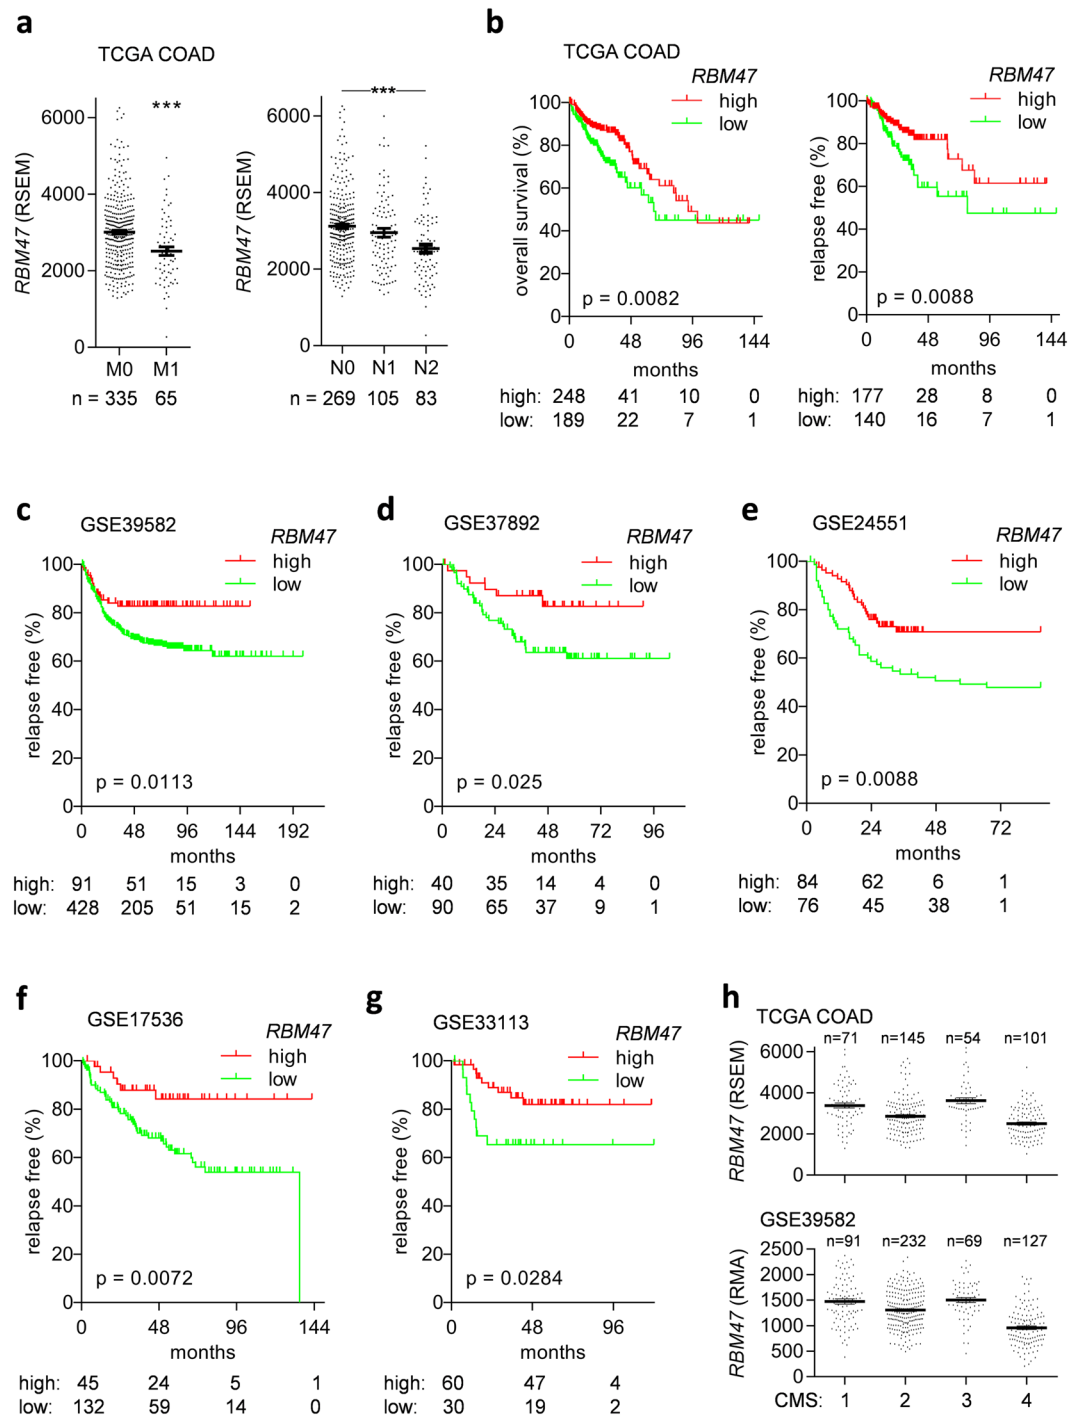 a
TCGA COAD
RBM47 (RSEM)
6000
4000
2000
0
***
M0 M1
n = 335 65
RBM47 (RSEM)
6000
4000
2000
0
***
N0 N1 N2
n = 269 105 83
b
TCGA COAD
RBM47
high
low
overall survival (%)
100
80
60
40
20
0
p = 0.0082
0 48 96 144
months
high: 248 41 10 0
low: 189 22 7 1
RBM47
high
low
relapse free (%)
100
80
60
40
20
0
p = 0.0088
0 48 96 144
months
high: 177 28 8 0
low: 140 16 7 1
c
GSE39582
RBM47
high
low
relapse free (%)
100
80
60
40
20
0
p = 0.0113
0 48 96 144 192
months
high: 91 51 15 3 0
low: 428 205 51 15 2
d
GSE37892
RBM47
high
low
relapse free (%)
100
80
60
40
20
0
p = 0.025
0 24 48 72 96
months
high: 40 35 14 4 0
low: 90 65 37 9 1
e
GSE24551
RBM47
high
low
relapse free (%)
100
80
60
40
20
0
p = 0.0088
0 24 48 72
months
high: 84 62 6 1
low: 76 45 38 1
f
GSE17536
RBM47
high
low
relapse free (%)
100
80
60
40
20
0
p = 0.0072
0 48 96 144
months
high: 45 24 5 1
low: 132 59 14 0
g
GSE33113
RBM47
high
low
relapse free (%)
100
80
60
40
20
0
p = 0.0284
0 48 96
months
high: 60 47 4
low: 30 19 2
h
TCGA COAD
n=71 n=145 n=54 n=101
RBM47 (RSEM)
6000
4000
2000
0
GSE39582
n=91 n=232 n=69 n=127
RBM47 (RMA)
2500
2000
1500
1000
500
0
CMS: 1 2 3 4